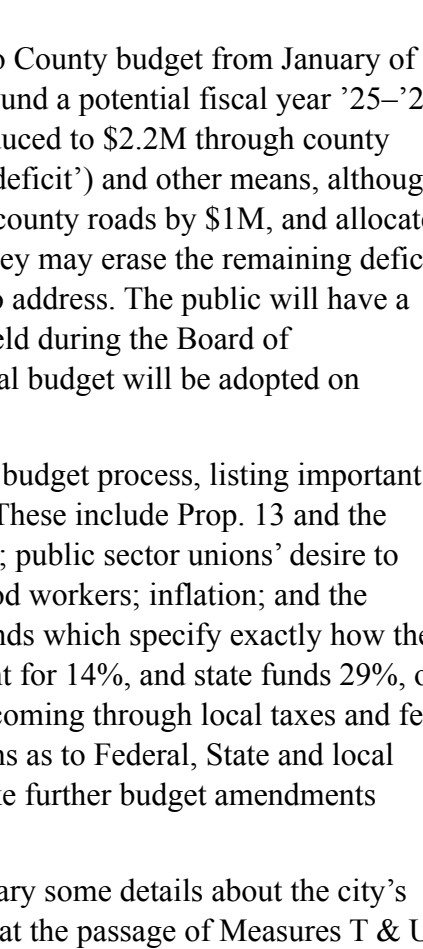 County budget from January of
und a potential fiscal year ’25–’2
uced to $2.2M through county
deficit’) and other means, althoug
county roads by $1M, and allocat
ey may erase the remaining defic
address. The public will have a
eld during the Board of
al budget will be adopted on
budget process, listing important
These include Prop. 13 and the
; public sector unions’ desire to
od workers; inflation; and the
nds which specify exactly how the
t for 14%, and state funds 29%,
coming through local taxes and fe
ns as to Federal, State and local
ke further budget amendments
ary some details about the city’s
at the passage of Measures T & U